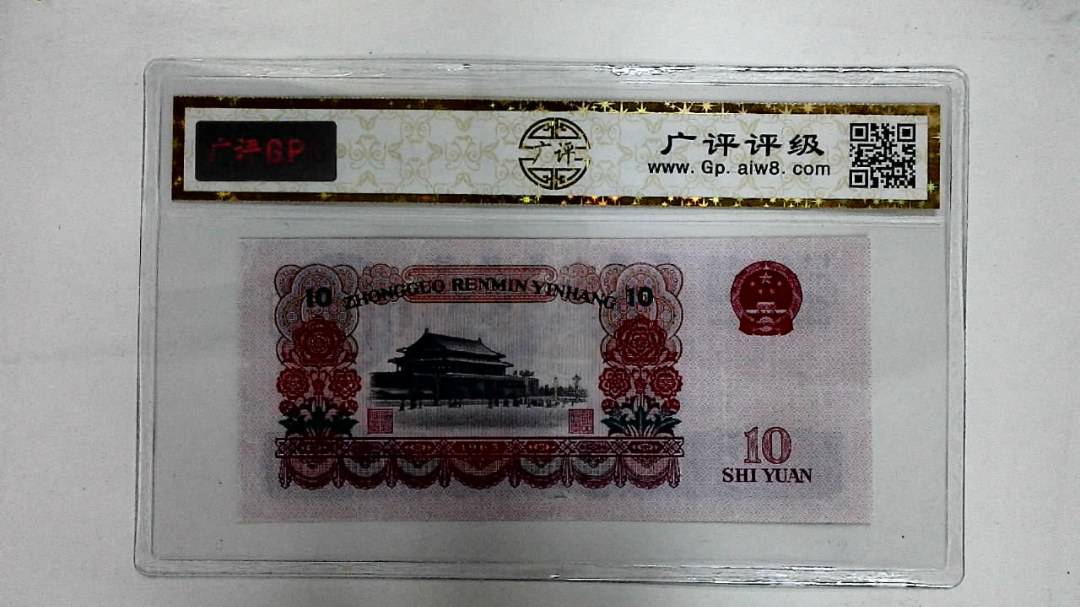 广评GP
广评
广评评级
www. Gp. aiw8. com
10 ZHONGGUO RENMIN YINHANG 10
10
SHI YUAN